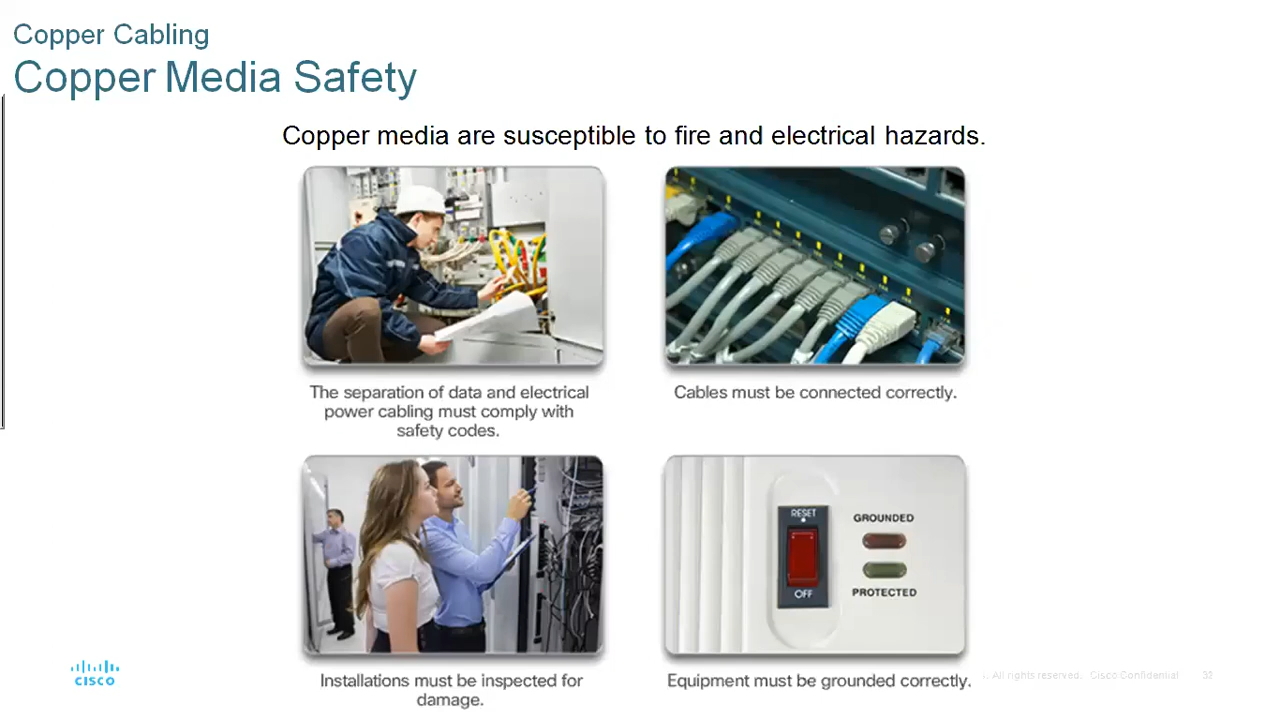 Copper Cabling
Copper Media Safety
Copper media are susceptible to fire and electrical hazards.
The separation of data and electrical
power cabling must comply with
safety codes.
Cables must be connected correctly.
RESET
OFF
GROUNDED
PROTECTED
Installations must be inspected for
damage.
Equipment must be grounded correctly.
CISCO
. All rights reserved. Cisco Confidential